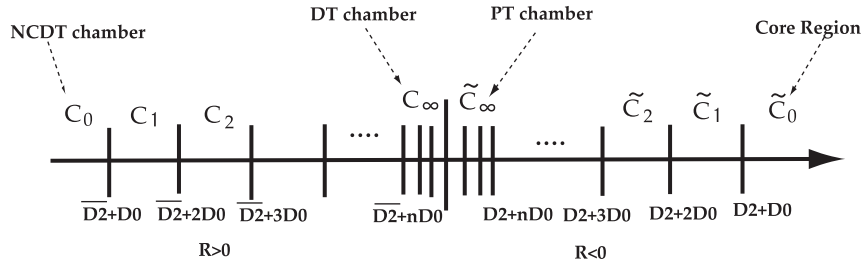 DT chamber
PT chamber
NCDT chamber
Core Region
C₀ C₁ C₂ .... C∞ C̃∞ .... C̃₂ C̃₁ C̃₀
D̅2̅+D0 D̅2̅+2D0 D̅2̅+3D0 D̅2̅+nD0 D2+nD0 D2+3D0 D2+2D0 D2+D0
R>0 R<0